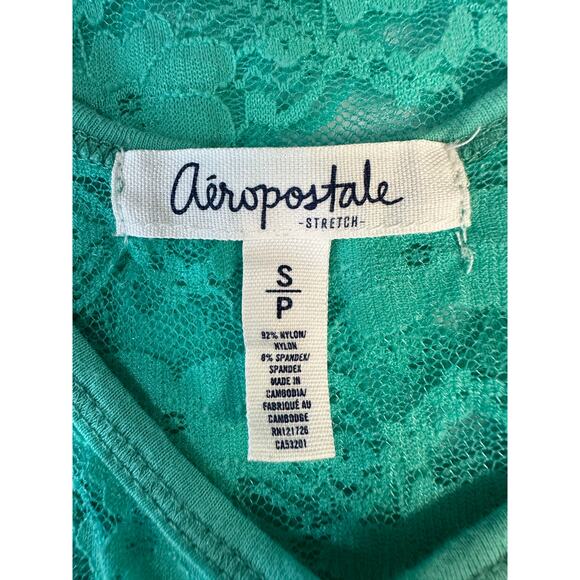 Aéropostale
-STRETCH-
S
P
92% NYLON/
NYLON
8% SPANDEX/
SPANDEX
MADE IN
CAMBODIA/
FABRIQUÉ AU
CAMBODGE
RN121726
CA53201